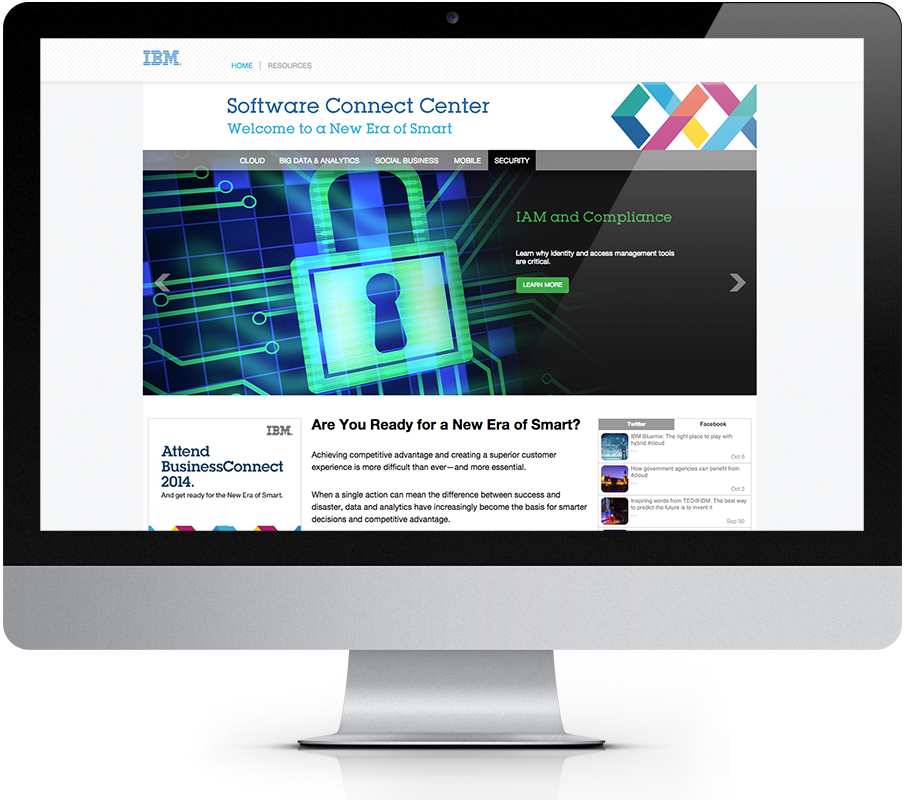 IBM
HOME | RESOURCES
Software Connect Center
Welcome to a New Era of Smart
CLOUD BIG DATA & ANALYTICS SOCIAL BUSINESS MOBILE SECURITY
IAM and Compliance
Learn why identity and access management tools
are critical.
LEARN MORE
IBM
Attend
BusinessConnect
2014.
And get ready for the New Era of Smart.
Are You Ready for a New Era of Smart?
Achieving competitive advantage and creating a superior customer
experience is more difficult than ever—and more essential.
When a single action can mean the difference between success and
disaster, data and analytics have increasingly become the basis for smarter
decisions and competitive advantage.
Twitter Facebook
IBM Bluemix: The right place to play with
hybrid #cloud
...
Oct 6
How government agencies can benefit from
#cloud
Oct 2
Inspiring words from TED@IBM: The best way
to predict the future is to invent it
...
Sep 30